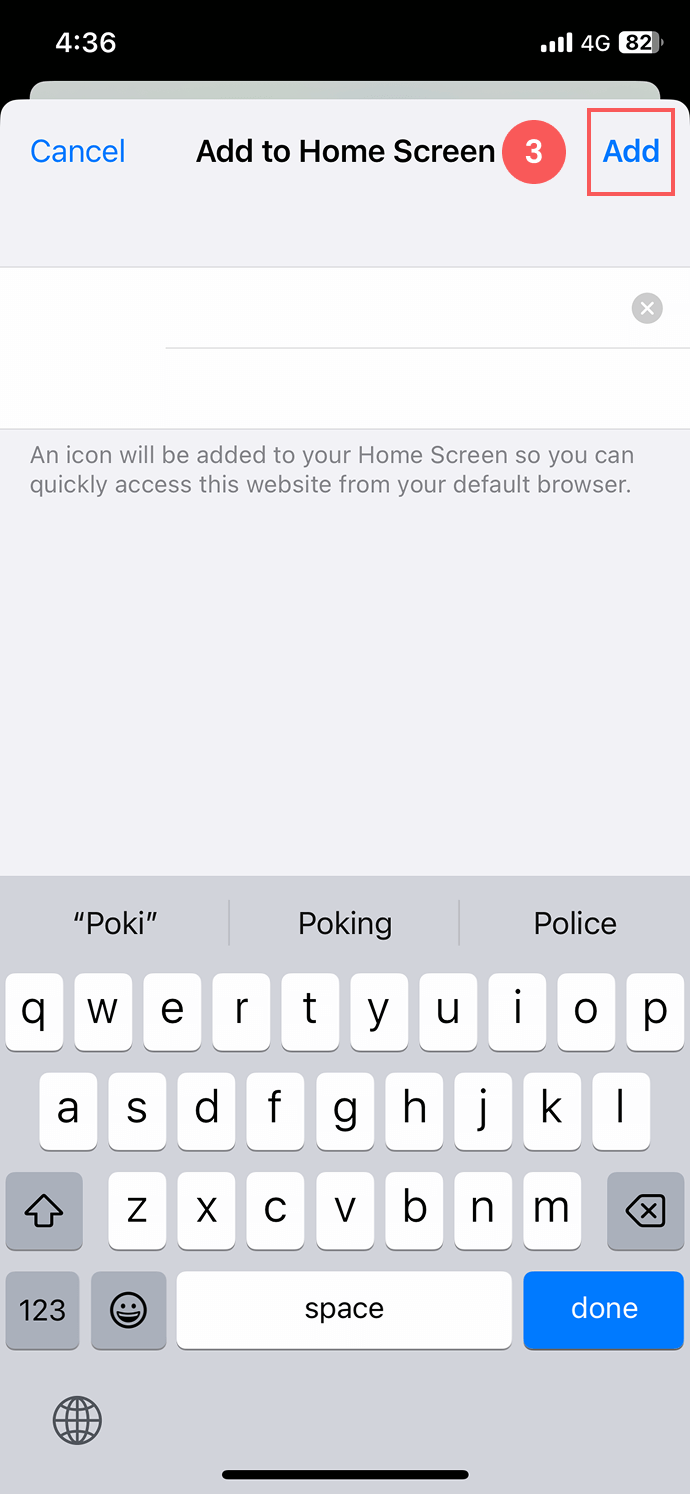 4:36 4G 82
Cancel Add to Home Screen 3 Add
An icon will be added to your Home Screen so you can
quickly access this website from your default browser.
“Poki” Poking Police
q w e r t y u i o p
a s d f g h j k l
z x c v b n m
123 space done